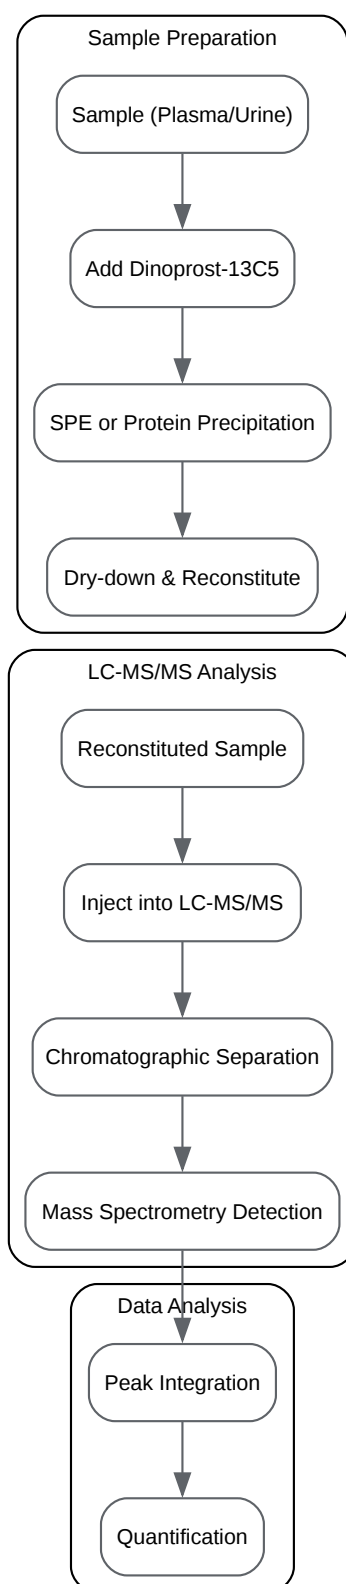 Sample Preparation
Sample (Plasma/Urine)
Add Dinoprost-13C5
SPE or Protein Precipitation
Dry-down & Reconstitute
LC-MS/MS Analysis
Reconstituted Sample
Inject into LC-MS/MS
Chromatographic Separation
Mass Spectrometry Detection
Data Analysis
Peak Integration
Quantification